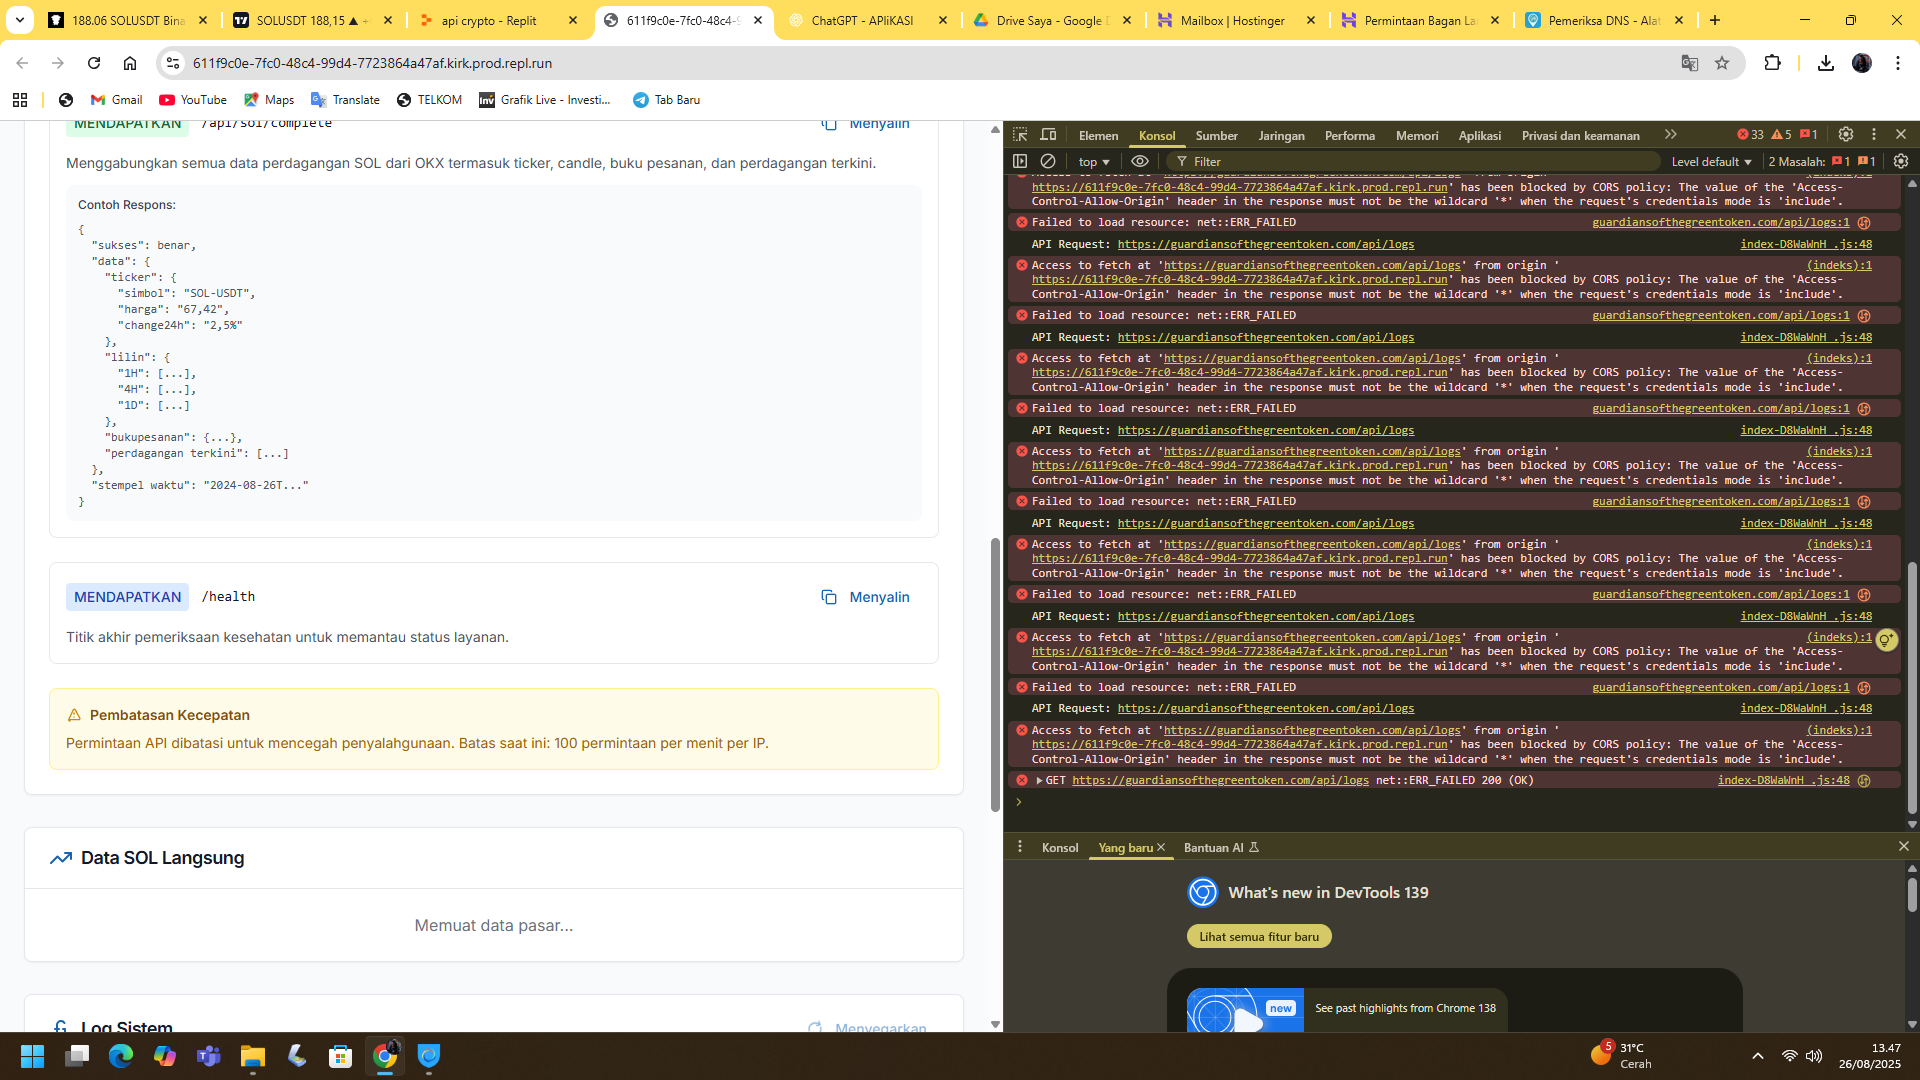 188.06 SOLUSDT Bina
SOLUSDT 188,15 ▲
api crypto - Replit
611f9c0e-7fc0-48c4-9
ChatGPT - APliKASI
Drive Saya - Google D
Mailbox | Hostinger
Permintaan Bagan La
Pemeriksa DNS - Alat
611f9c0e-7fc0-48c4-99d4-7723864a47af.kirk.prod.repl.run
Gmail
YouTube
Maps
Translate
TELKOM
Grafik Live - Investi...
Tab Baru
MENDAPATKAN /api/sol/complete Menyalin
Menggabungkan semua data perdagangan SOL dari OKX termasuk ticker, candle, buku pesanan, dan perdagangan terkini.
Contoh Respons:
{
"sukses": benar,
"data": {
"ticker": {
"simbol": "SOL-USDT",
"harga": "67,42",
"change24h": "2,5%"
},
"lilin": {
"1H": [...],
"4H": [...],
"1D": [...]
},
"bukupesanan": {...},
"perdagangan terkini": [...]
},
"stempel waktu": "2024-08-26T..."
}
MENDAPATKAN /health Menyalin
Titik akhir pemeriksaan kesehatan untuk memantau status layanan.
Pembatasan Kecepatan
Permintaan API dibatasi untuk mencegah penyalahgunaan. Batas saat ini: 100 permintaan per menit per IP.
Data SOL Langsung
Memuat data pasar...
Log Sistem Menyegarkan
Elemen Konsol Sumber Jaringan Performa Memori Aplikasi Privasi dan keamanan 33 5 1
top Filter Level default 2 Masalah: 1 1
Access to fetch at 'https://guardiansofthegreentoken.com/api/logs' from origin ' (indeks):1
https://611f9c0e-7fc0-48c4-99d4-7723864a47af.kirk.prod.repl.run' has been blocked by CORS policy: The value of the 'Access-
Control-Allow-Origin' header in the response must not be the wildcard '*' when the request's credentials mode is 'include'.
Failed to load resource: net::ERR_FAILED guardiansofthegreentoken.com/api/logs:1
API Request: https://guardiansofthegreentoken.com/api/logs index-D8WaWnH_.js:48
Access to fetch at 'https://guardiansofthegreentoken.com/api/logs' from origin ' (indeks):1
https://611f9c0e-7fc0-48c4-99d4-7723864a47af.kirk.prod.repl.run' has been blocked by CORS policy: The value of the 'Access-
Control-Allow-Origin' header in the response must not be the wildcard '*' when the request's credentials mode is 'include'.
Failed to load resource: net::ERR_FAILED guardiansofthegreentoken.com/api/logs:1
API Request: https://guardiansofthegreentoken.com/api/logs index-D8WaWnH_.js:48
Access to fetch at 'https://guardiansofthegreentoken.com/api/logs' from origin ' (indeks):1
https://611f9c0e-7fc0-48c4-99d4-7723864a47af.kirk.prod.repl.run' has been blocked by CORS policy: The value of the 'Access-
Control-Allow-Origin' header in the response must not be the wildcard '*' when the request's credentials mode is 'include'.
Failed to load resource: net::ERR_FAILED guardiansofthegreentoken.com/api/logs:1
API Request: https://guardiansofthegreentoken.com/api/logs index-D8WaWnH_.js:48
Access to fetch at 'https://guardiansofthegreentoken.com/api/logs' from origin ' (indeks):1
https://611f9c0e-7fc0-48c4-99d4-7723864a47af.kirk.prod.repl.run' has been blocked by CORS policy: The value of the 'Access-
Control-Allow-Origin' header in the response must not be the wildcard '*' when the request's credentials mode is 'include'.
Failed to load resource: net::ERR_FAILED guardiansofthegreentoken.com/api/logs:1
API Request: https://guardiansofthegreentoken.com/api/logs index-D8WaWnH_.js:48
Access to fetch at 'https://guardiansofthegreentoken.com/api/logs' from origin ' (indeks):1
https://611f9c0e-7fc0-48c4-99d4-7723864a47af.kirk.prod.repl.run' has been blocked by CORS policy: The value of the 'Access-
Control-Allow-Origin' header in the response must not be the wildcard '*' when the request's credentials mode is 'include'.
Failed to load resource: net::ERR_FAILED guardiansofthegreentoken.com/api/logs:1
API Request: https://guardiansofthegreentoken.com/api/logs index-D8WaWnH_.js:48
Access to fetch at 'https://guardiansofthegreentoken.com/api/logs' from origin ' (indeks):1
https://611f9c0e-7fc0-48c4-99d4-7723864a47af.kirk.prod.repl.run' has been blocked by CORS policy: The value of the 'Access-
Control-Allow-Origin' header in the response must not be the wildcard '*' when the request's credentials mode is 'include'.
Failed to load resource: net::ERR_FAILED guardiansofthegreentoken.com/api/logs:1
API Request: https://guardiansofthegreentoken.com/api/logs index-D8WaWnH_.js:48
Access to fetch at 'https://guardiansofthegreentoken.com/api/logs' from origin ' (indeks):1
https://611f9c0e-7fc0-48c4-99d4-7723864a47af.kirk.prod.repl.run' has been blocked by CORS policy: The value of the 'Access-
Control-Allow-Origin' header in the response must not be the wildcard '*' when the request's credentials mode is 'include'.
GET https://guardiansofthegreentoken.com/api/logs net::ERR_FAILED 200 (OK) index-D8WaWnH_.js:48
Konsol Yang baru Bantuan AI
What's new in DevTools 139
Lihat semua fitur baru
new See past highlights from Chrome 138
5 31°C
Cerah
13.47
26/08/2025